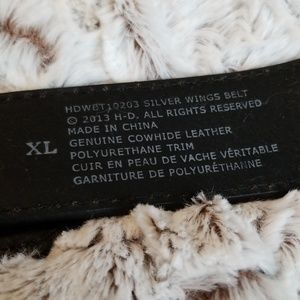 HDWBT10203 SILVER WINGS BELT
© 2013 H-D. ALL RIGHTS RESERVED
MADE IN CHINA
XL
GENUINE COWHIDE LEATHER
POLYURETHANE TRIM
CUIR EN PEAU DE VACHE VÉRITABLE
GARNITURE DE POLYURÉTHANNE